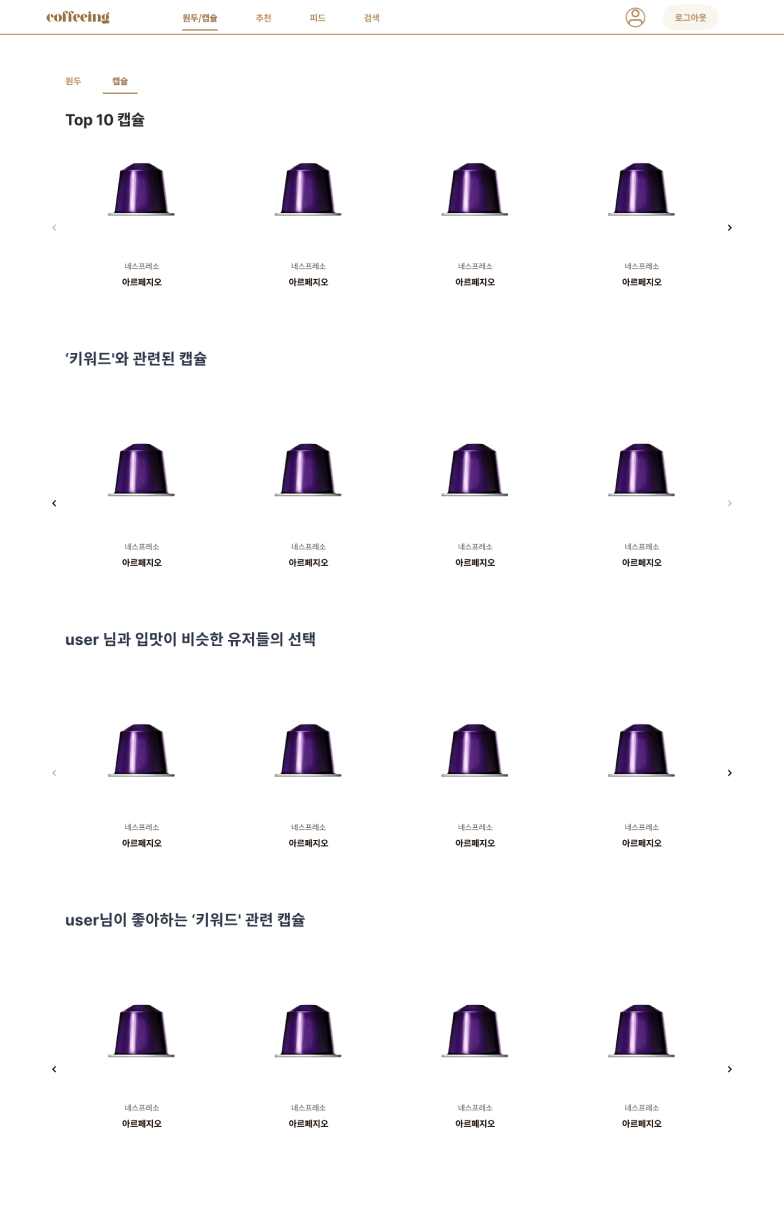 coffeeing
원두/캡슐 추천 피드 검색 로그아웃
원두 캡슐
Top 10 캡슐
네스프레소 네스프레소 네스프레소 네스프레소
아르페지오 아르페지오 아르페지오 아르페지오
‘키워드'와 관련된 캡슐
네스프레소 네스프레소 네스프레소 네스프레소
아르페지오 아르페지오 아르페지오 아르페지오
user 님과 입맛이 비슷한 유저들의 선택
네스프레소 네스프레소 네스프레소 네스프레소
아르페지오 아르페지오 아르페지오 아르페지오
user님이 좋아하는 ‘키워드' 관련 캡슐
네스프레소 네스프레소 네스프레소 네스프레소
아르페지오 아르페지오 아르페지오 아르페지오